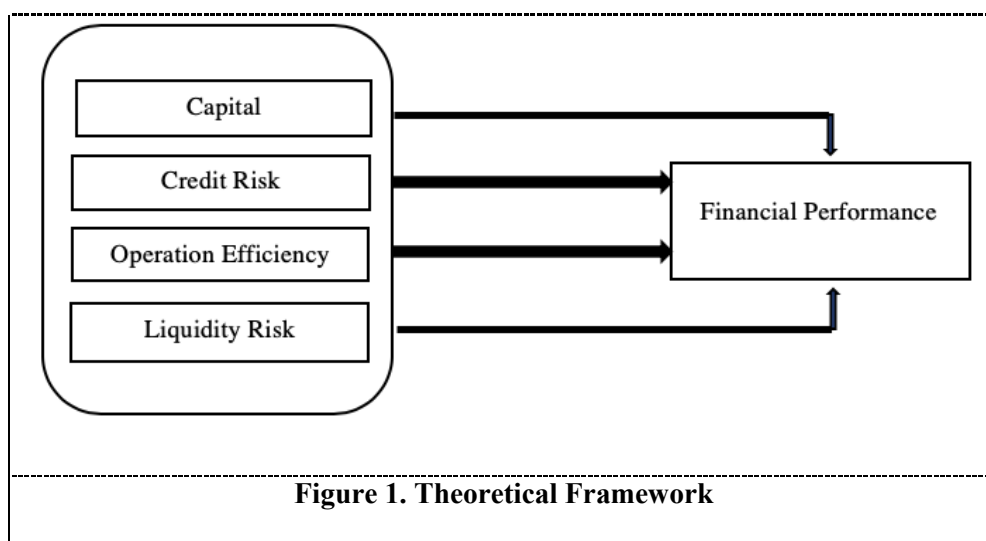 Capital
Credit Risk
Operation Efficiency
Liquidity Risk
Financial Performance
Figure 1. Theoretical Framework